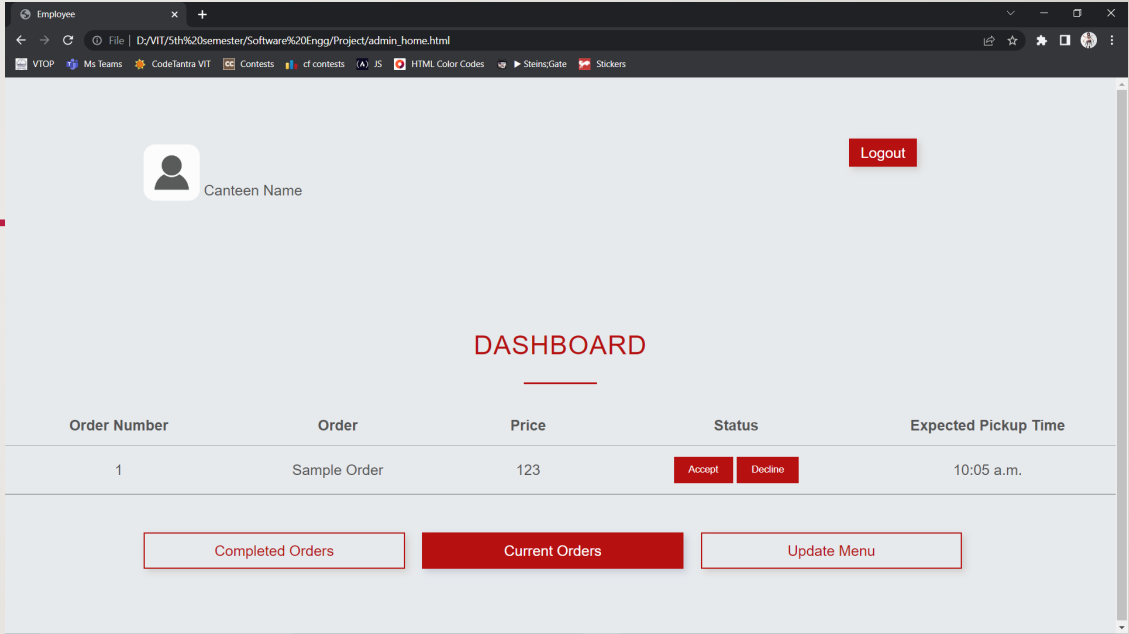 Employee
File D:/VIT/5th%20semester/Software%20Engg/Project/admin_home.html
VTOP Ms Teams CodeTantra VIT CC Contests cf contests (A) JS HTML Color Codes ▶ Steins;Gate Stickers
Logout
Canteen Name
DASHBOARD
Order Number Order Price Status Expected Pickup Time
1 Sample Order 123 Accept Decline 10:05 a.m.
Completed Orders Current Orders Update Menu